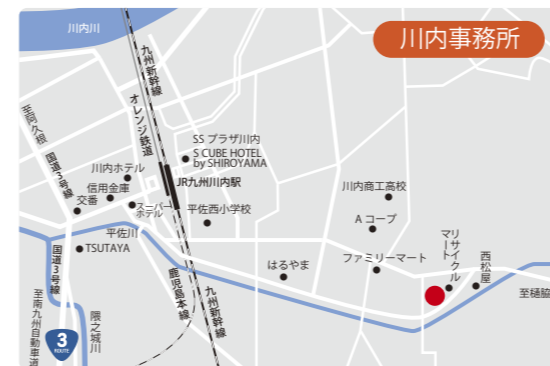 川内事務所
川内川
九州新幹線
オレンジ鉄道
至阿久根
国道3号線
SS プラザ川内
S CUBE HOTEL
by SHIROYAMA
川内ホテル
JR九州川内駅
信用金庫
交番
スーパー
ホテル
平佐西小学校
川内商工高校
A コープ
平佐川
TSUTAYA
はるやま
ファミリーマート
リサイクル
マート
西松屋
至樋脇
国道3号線
鹿児島本線
九州新幹線
至南九州自動車道
隈之城川
3
ROUTE